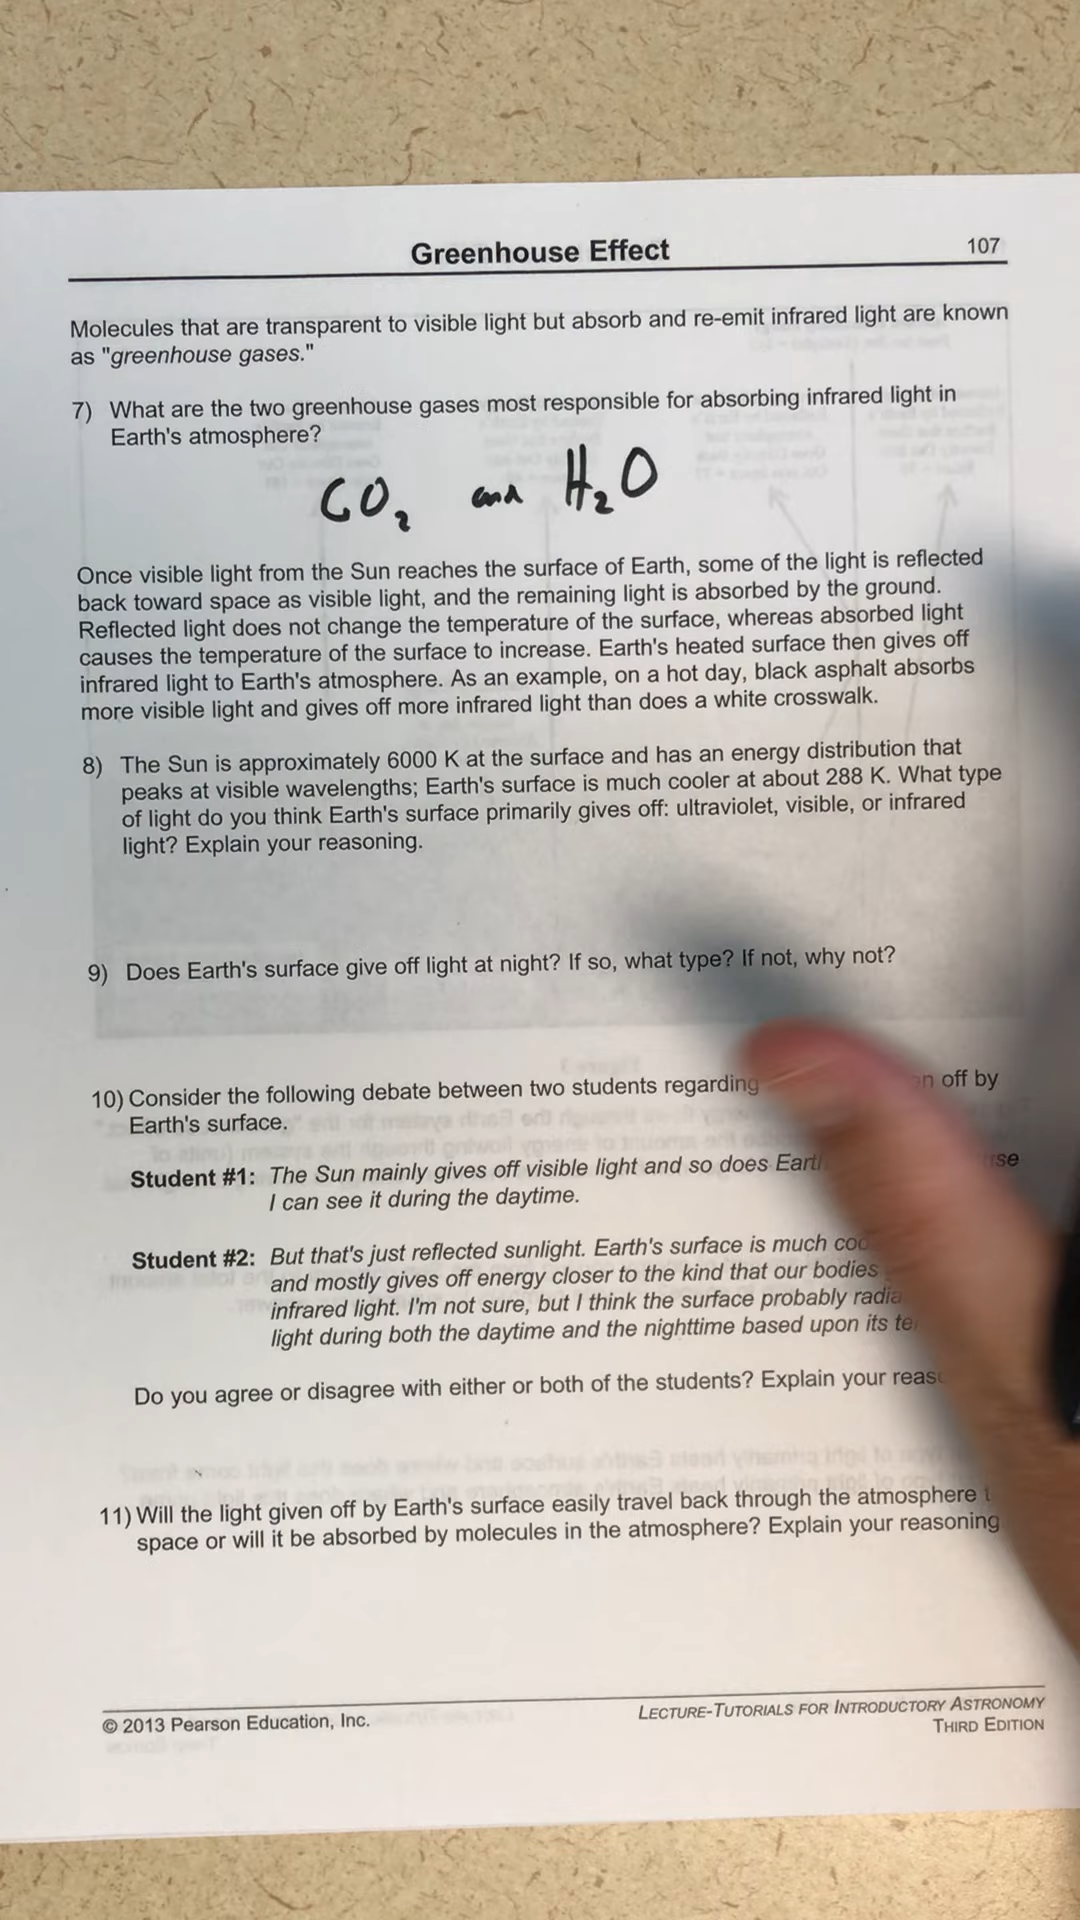 Greenhouse Effect 107
Molecules that are transparent to visible light but absorb and re-emit infrared light are known
as "greenhouse gases."
7) What are the two greenhouse gases most responsible for absorbing infrared light in
Earth's atmosphere?
CO₂ and H₂O
Once visible light from the Sun reaches the surface of Earth, some of the light is reflected
back toward space as visible light, and the remaining light is absorbed by the ground.
Reflected light does not change the temperature of the surface, whereas absorbed light
causes the temperature of the surface to increase. Earth's heated surface then gives off
infrared light to Earth's atmosphere. As an example, on a hot day, black asphalt absorbs
more visible light and gives off more infrared light than does a white crosswalk.
8) The Sun is approximately 6000 K at the surface and has an energy distribution that
peaks at visible wavelengths; Earth's surface is much cooler at about 288 K. What type
of light do you think Earth's surface primarily gives off: ultraviolet, visible, or infrared
light? Explain your reasoning.
9) Does Earth's surface give off light at night? If so, what type? If not, why not?
10) Consider the following debate between two students regarding off by
Earth's surface.
Student #1: The Sun mainly gives off visible light and so does
I can see it during the daytime.
Student #2: But that's just reflected sunlight. Earth's surface is much
and mostly gives off energy closer to the kind that our bodies
infrared light. I'm not sure, but I think the surface probably
light during both the daytime and the nighttime based upon its
Do you agree or disagree with either or both of the students? Explain your
11) Will the light given off by Earth's surface easily travel back through the atmosphere
space or will it be absorbed by molecules in the atmosphere? Explain your reasoning
© 2013 Pearson Education, Inc.
LECTURE-TUTORIALS FOR INTRODUCTORY ASTRONOMY
THIRD EDITION